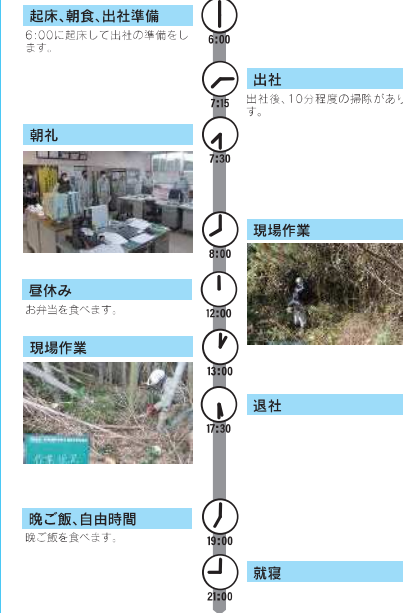 起床、朝食、出社準備
6:00に起床して出社の準備をし
ます。
6:00
出社
7:15
出社後、10分程度の掃除があり
す。
朝礼
7:30
現場作業
8:00
昼休み
お弁当を食べます。
12:00
現場作業
13:00
退社
17:30
晩ご飯、自由時間
晩ご飯を食べます。
19:00
就寝
21:00